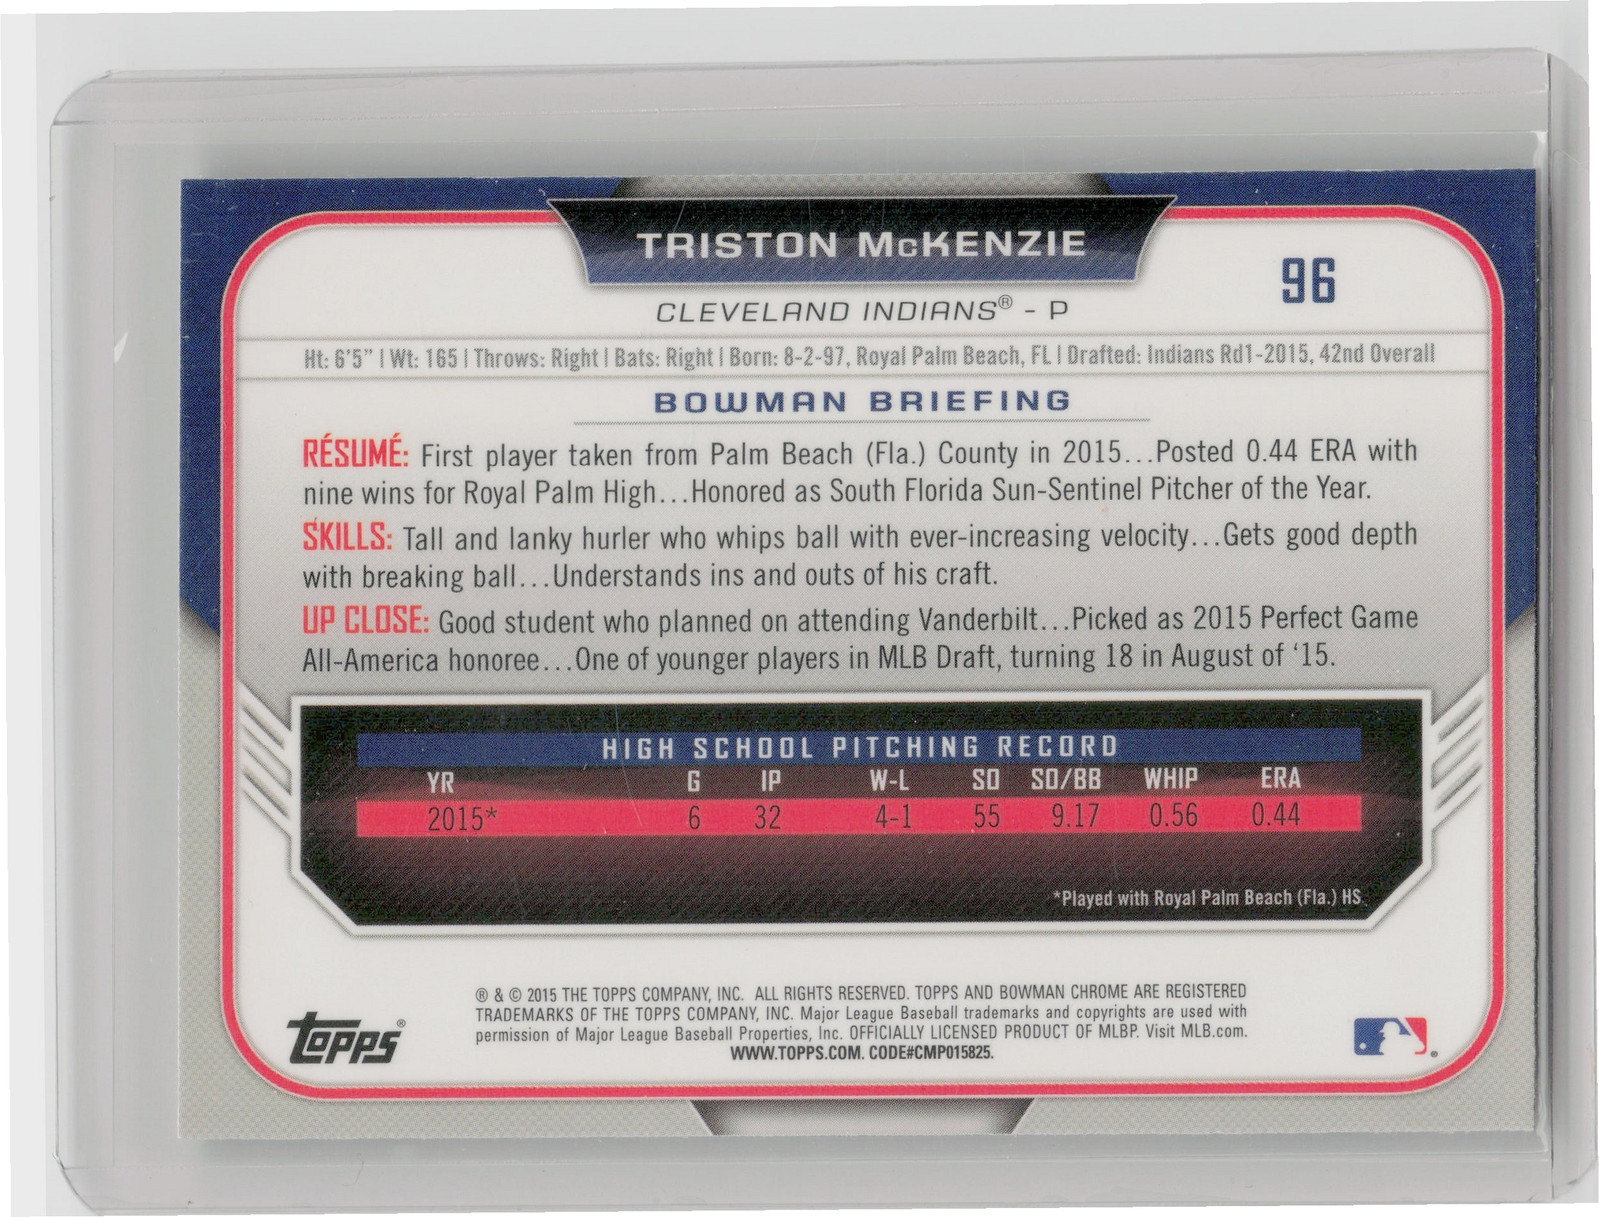 TRISTON McKENZIE
96
CLEVELAND INDIANS® - P
Ht: 6'5" | Wt: 165 | Throws: Right | Bats: Right | Born: 8-2-97, Royal Palm Beach, FL | Drafted: Indians Rd1-2015, 42nd Overall
BOWMAN BRIEFING
RÉSUMÉ: First player taken from Palm Beach (Fla.) County in 2015...Posted 0.44 ERA with
nine wins for Royal Palm High...Honored as South Florida Sun-Sentinel Pitcher of the Year.
SKILLS: Tall and lanky hurler who whips ball with ever-increasing velocity...Gets good depth
with breaking ball...Understands ins and outs of his craft.
UP CLOSE: Good student who planned on attending Vanderbilt...Picked as 2015 Perfect Game
All-America honoree...One of younger players in MLB Draft, turning 18 in August of ‘15.
HIGH SCHOOL PITCHING RECORD
YR G IP W-L SO SO/BB WHIP ERA
2015* 6 32 4-1 55 9.17 0.56 0.44
*Played with Royal Palm Beach (Fla.) HS
® & © 2015 THE TOPPS COMPANY, INC. ALL RIGHTS RESERVED. TOPPS AND BOWMAN CHROME ARE REGISTERED
TRADEMARKS OF THE TOPPS COMPANY, INC. Major League Baseball trademarks and copyrights are used with
permission of Major League Baseball Properties, Inc. OFFICIALLY LICENSED PRODUCT OF MLBP. Visit MLB.com.
WWW.TOPPS.COM. CODE#CMP015825.
Topps®